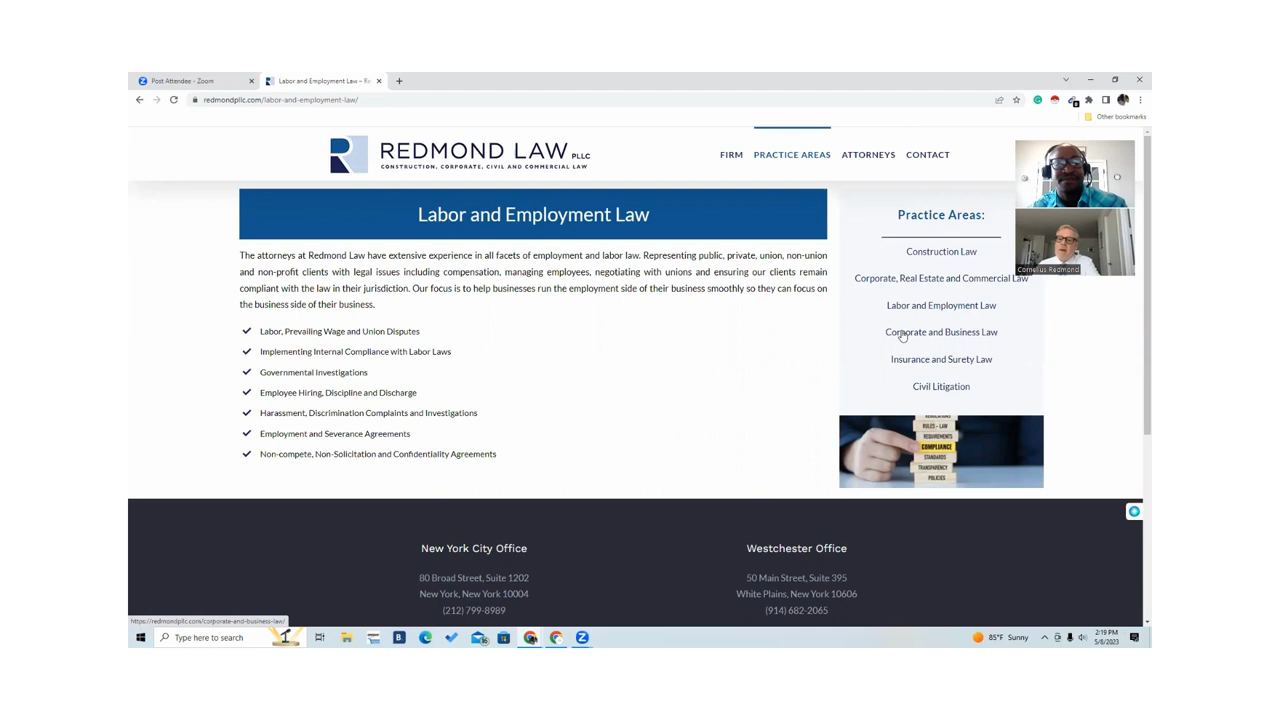 Post Attendee - Zoom
Labor and Employment Law – Re
redmondpllc.com/labor-and-employment-law/
Other bookmarks
REDMOND LAW PLLC
CONSTRUCTION, CORPORATE, CIVIL AND COMMERCIAL LAW
FIRM PRACTICE AREAS ATTORNEYS CONTACT
Labor and Employment Law
The attorneys at Redmond Law have extensive experience in all facets of employment and labor law. Representing public, private, union, non-union
and non-profit clients with legal issues including compensation, managing employees, negotiating with unions and ensuring our clients remain
compliant with the law in their jurisdiction. Our focus is to help businesses run the employment side of their business smoothly so they can focus on
the business side of their business.
Labor, Prevailing Wage and Union Disputes
Implementing Internal Compliance with Labor Laws
Governmental Investigations
Employee Hiring, Discipline and Discharge
Harassment, Discrimination Complaints and Investigations
Employment and Severance Agreements
Non-compete, Non-Solicitation and Confidentiality Agreements
Practice Areas:
Construction Law
Corporate, Real Estate and Commercial Law
Labor and Employment Law
Corporate and Business Law
Insurance and Surety Law
Civil Litigation
Cornelius Redmond
REGULATIONS
RULES - LAW
REQUIREMENTS
COMPLIANCE
STANDARDS
TRANSPARENCY
POLICIES
New York City Office
80 Broad Street, Suite 1202
New York, New York 10004
(212) 799-8989
Westchester Office
50 Main Street, Suite 395
White Plains, New York 10606
(914) 682-2065
https://redmondpllc.com/corporate-and-business-law/
Type here to search
85°F Sunny
2:19 PM
5/8/2023